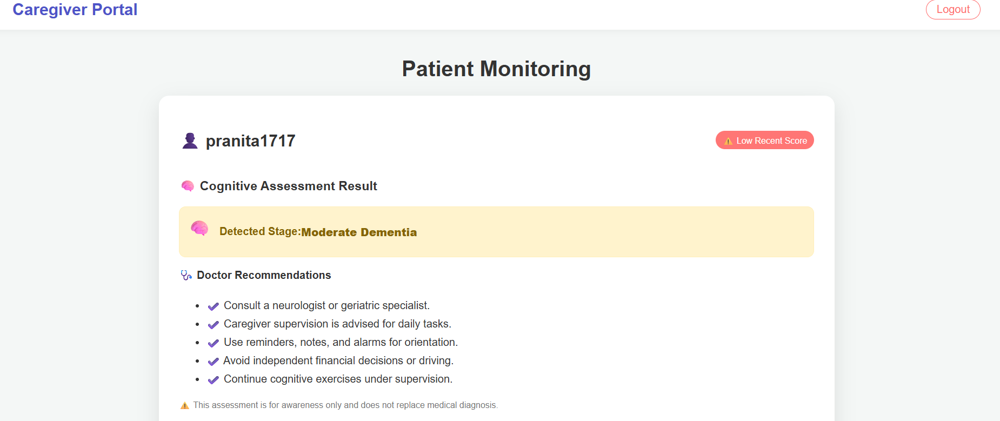 Caregiver Portal
Logout
Patient Monitoring
pranita1717
Low Recent Score
Cognitive Assessment Result
Detected Stage:Moderate Dementia
Doctor Recommendations
Consult a neurologist or geriatric specialist.
Caregiver supervision is advised for daily tasks.
Use reminders, notes, and alarms for orientation.
Avoid independent financial decisions or driving.
Continue cognitive exercises under supervision.
This assessment is for awareness only and does not replace medical diagnosis.